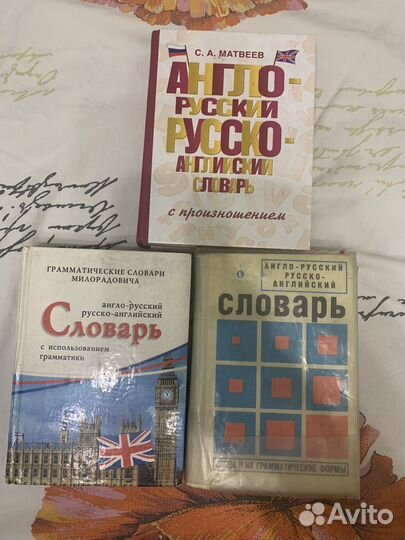 С. А. МАТВЕЕВ
АНГЛО-
РУССКИЙ
РУССКО-
АНГЛИЙСКИЙ
СЛОВАРЬ
с произношением
ГРАММАТИЧЕСКИЕ СЛОВАРИ
МИЛОРАДОВИЧА
англо-русский
русско-английский
Словарь
с использованием
грамматики
АНГЛО-РУССКИЙ
РУССКО-
АНГЛИЙСКИЙ
СЛОВАРЬ
СЛОВА И ИХ ГРАММАТИЧЕСКИЕ ФОРМЫ
Avito